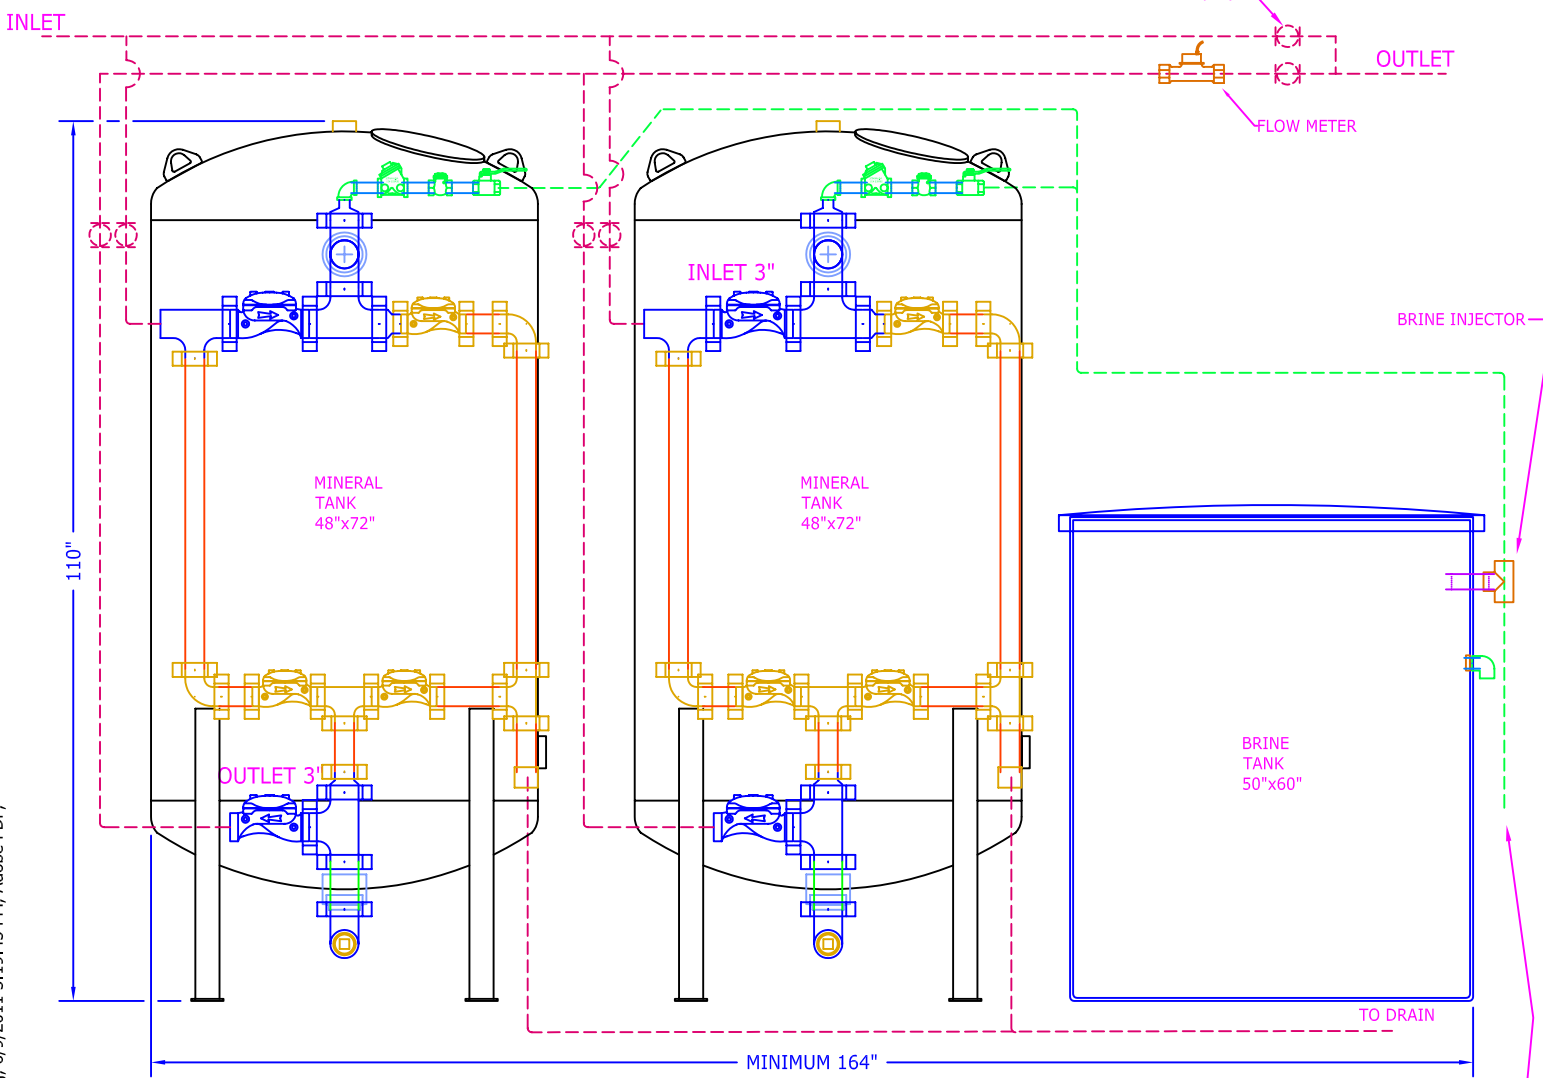 INLET
OUTLET
FLOW METER
INLET 3"
BRINE INJECTOR
MINERAL
TANK
48"x72"
MINERAL
TANK
48"x72"
110"
BRINE
TANK
50"x60"
OUTLET 3"
TO DRAIN
MINIMUM 164"